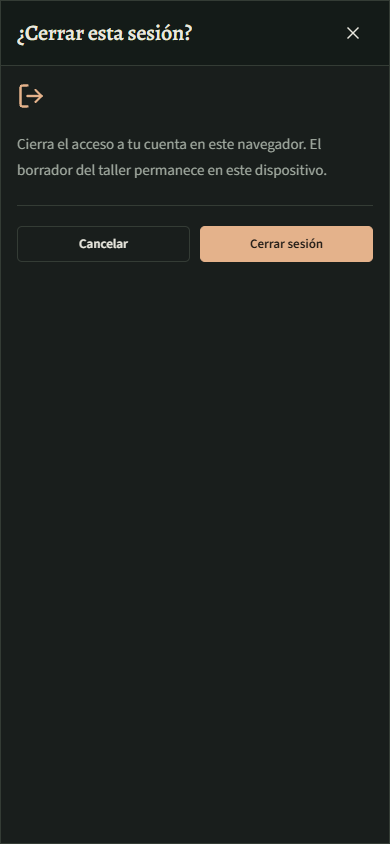 ¿Cerrar esta sesión?
Cierra el acceso a tu cuenta en este navegador. El
borrador del taller permanece en este dispositivo.
Cancelar
Cerrar sesión